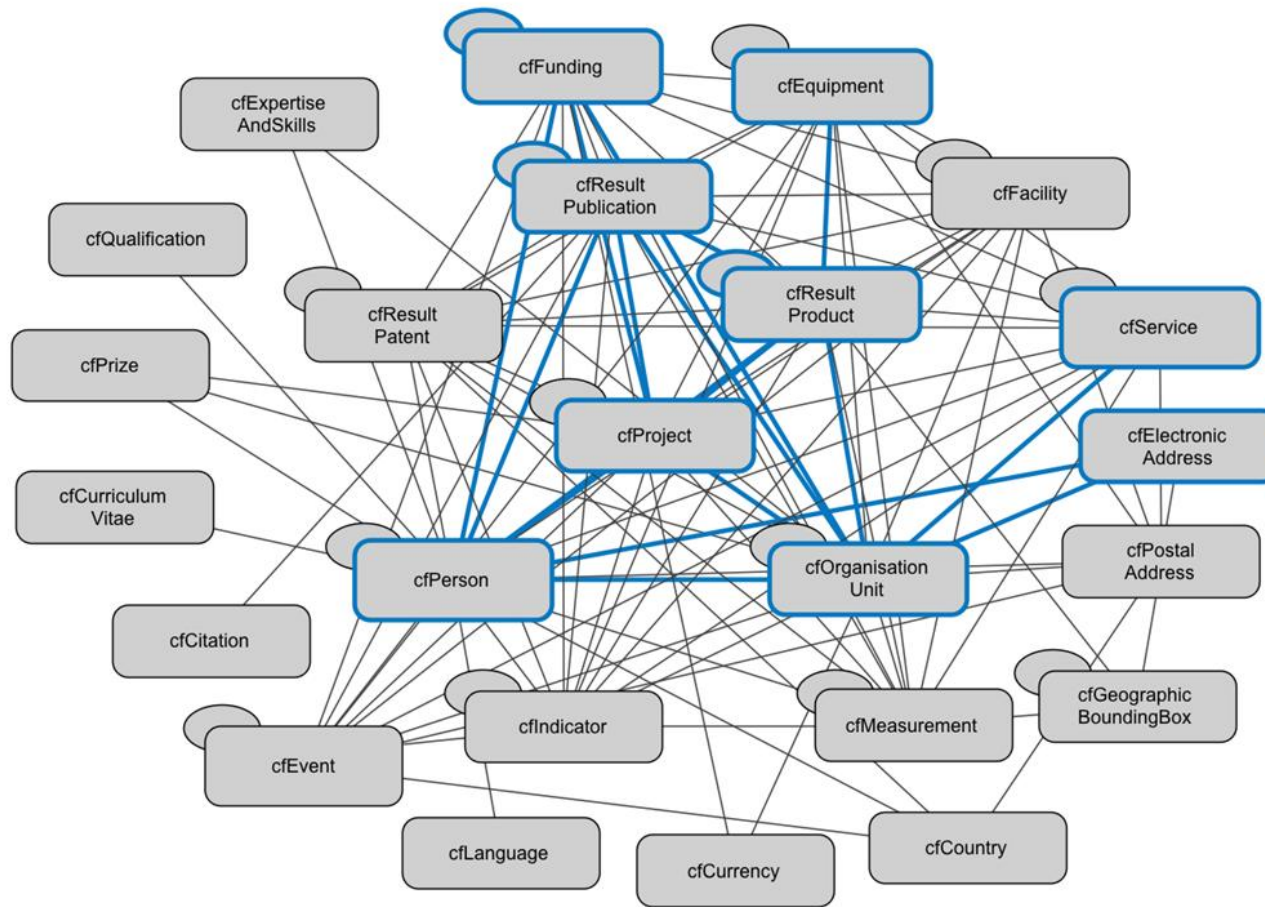 cfFunding
cfEquipment
cfExpertise
AndSkills
cfResult
Publication
cfFacility
cfQualification
cfResult
Product
cfResult
Patent
cfService
cfPrize
cfProject
cfElectronic
Address
cfCurriculum
Vitae
cfPerson
cfOrganisation
Unit
cfPostal
Address
cfCitation
cfGeographic
BoundingBox
cfIndicator
cfMeasurement
cfEvent
cfLanguage
cfCurrency
cfCountry